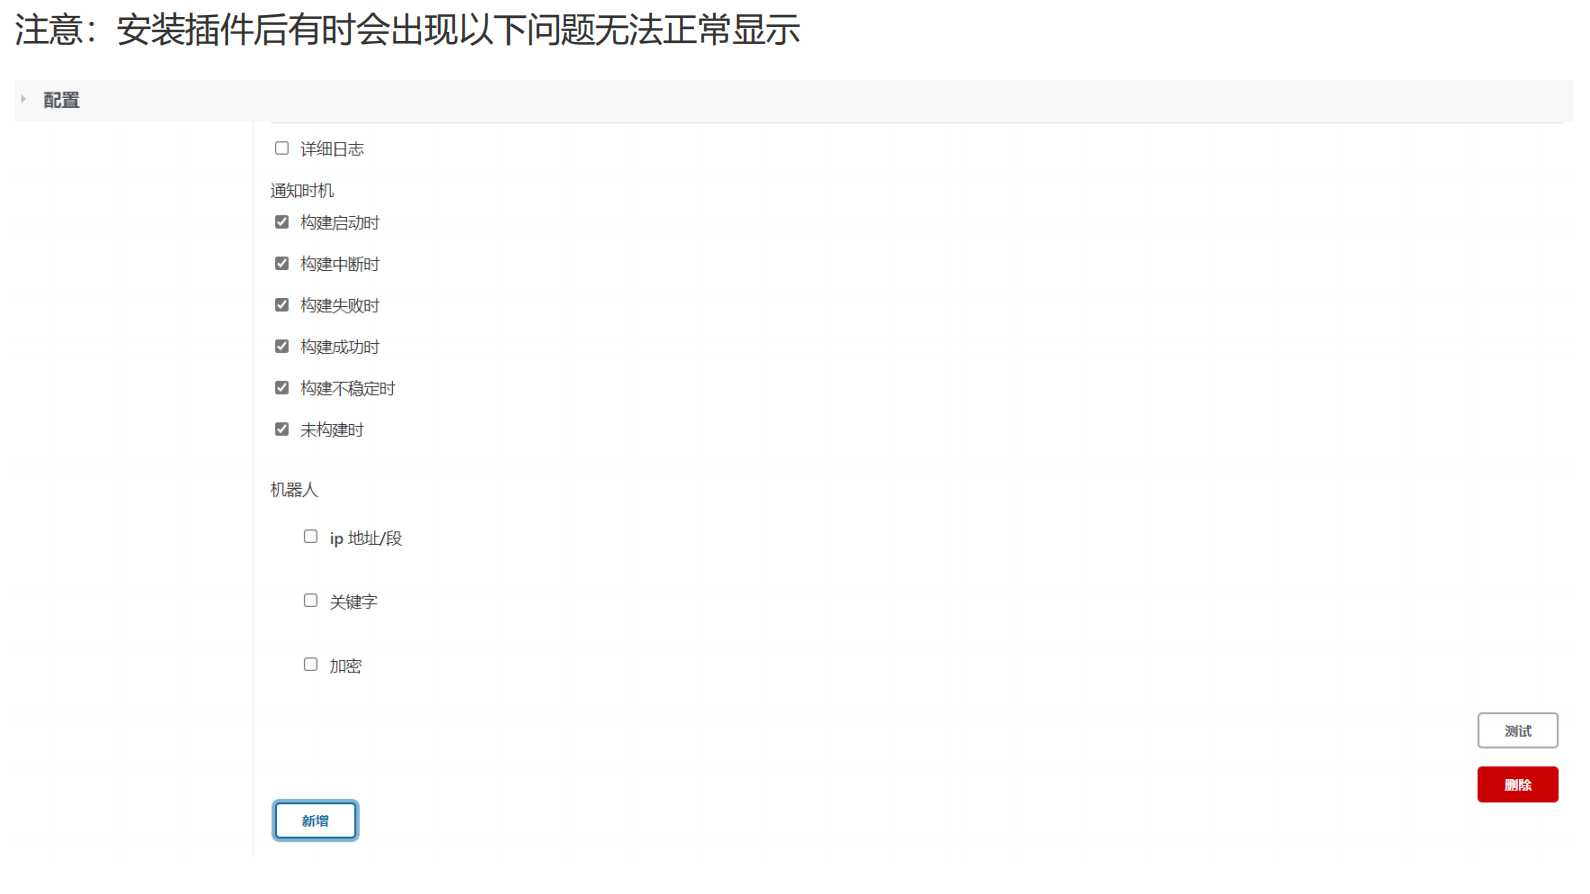 注意：安装插件后有时会出现以下问题无法正常显示
配置
详细日志
通知时机
构建启动时
构建中断时
构建失败时
构建成功时
构建不稳定时
未构建时
机器人
ip 地址/段
关键字
加密
测试
删除
新增